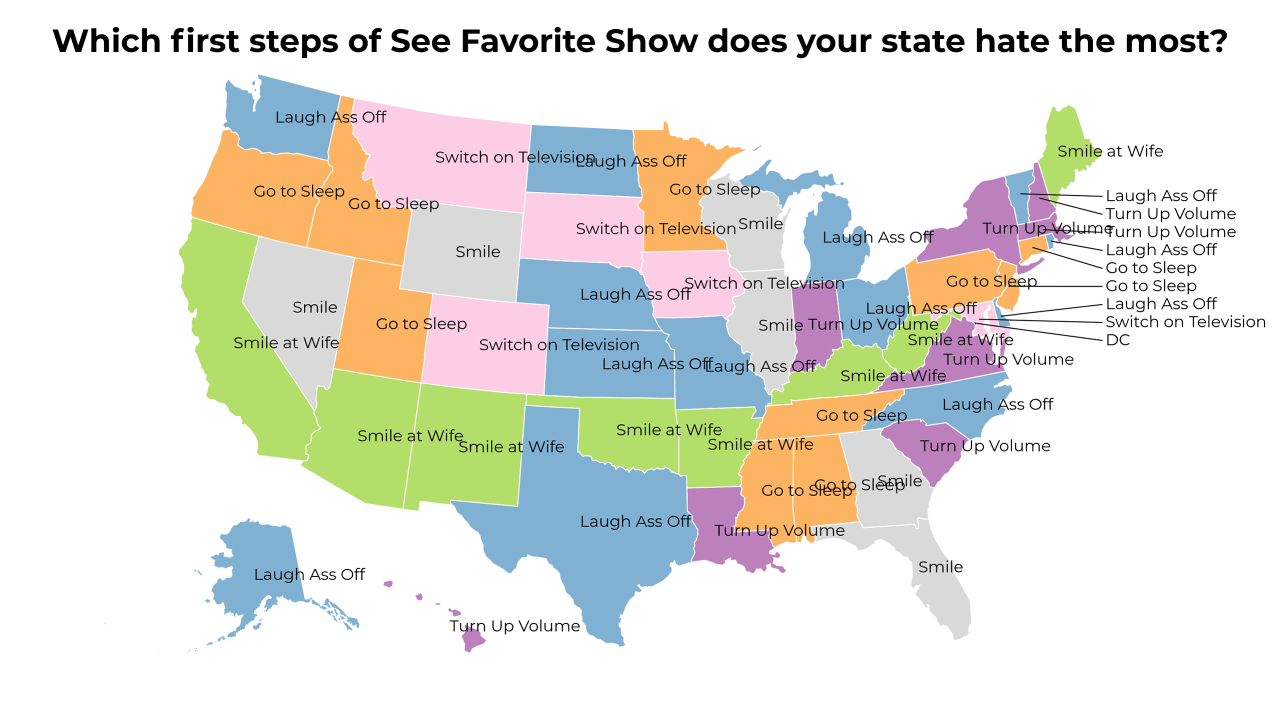 Which first steps of See Favorite Show does your state hate the most?
Laugh Ass Off
Smile at Wife
Switch on Television
Laugh Ass Off
Go to Sleep
Go to Sleep
Go to Sleep
Laugh Ass Off
Go to Sleep
Turn Up Volume
Smile
Switch on Television
Turn Up Volume
Turn Up Volume
Laugh Ass Off
Laugh Ass Off
Smile
Go to Sleep
Go to Sleep
Switch on Television
Go to Sleep
Laugh Ass Off
Laugh Ass Off
Smile
Laugh Ass Off
Switch on Television
Smile
Turn Up Volume
DC
Smile at Wife
Go to Sleep
Smile at Wife
Switch on Television
Turn Up Volume
Laugh Ass Off
Laugh Ass Off
Smile at Wife
Laugh Ass Off
Go to Sleep
Smile at Wife
Smile at Wife
Smile at Wife
Smile at Wife
Turn Up Volume
Smile
Go to Sleep
Go to Sleep
Laugh Ass Off
Turn Up Volume
Smile
Laugh Ass Off
Turn Up Volume